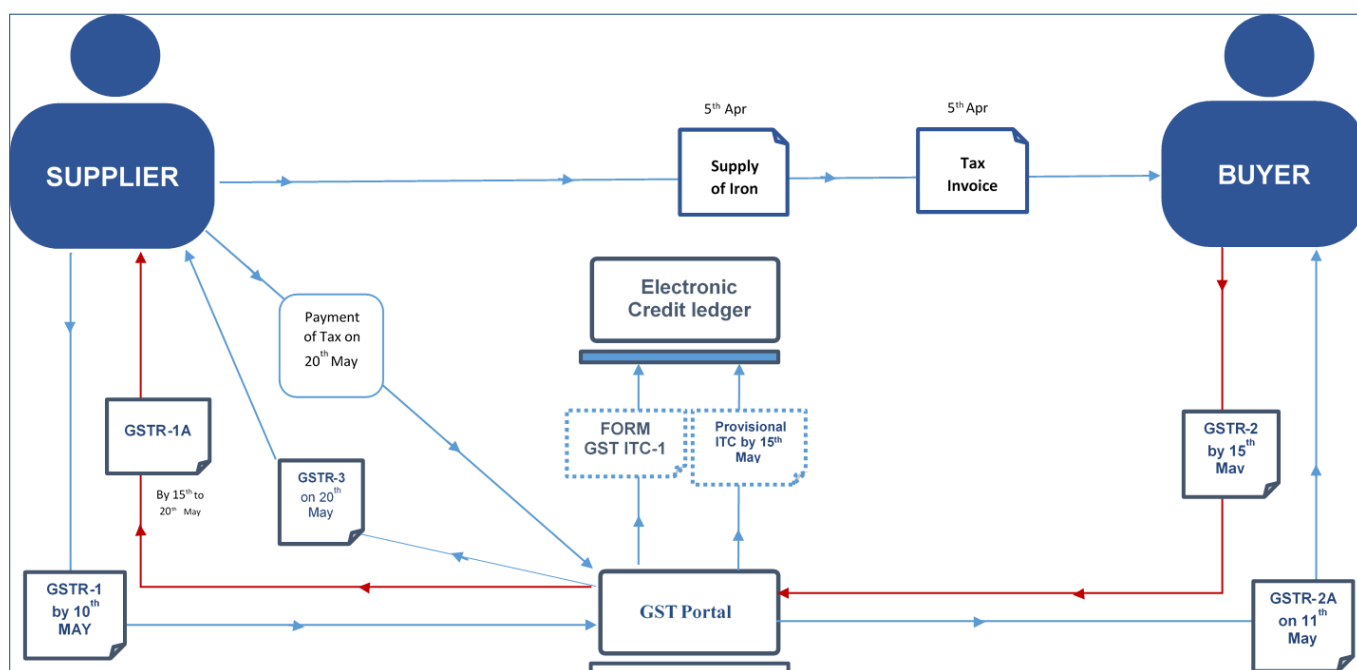 5th Apr
5th Apr
SUPPLIER
Supply
of Iron
Tax
Invoice
BUYER
Electronic
Credit ledger
Payment
of Tax on
20th May
GSTR-1A
FORM
GST ITC-1
Provisional
ITC by 15th
May
GSTR-2
by 15th
May
GSTR-3
on 20th
May
By 15th to
20th May
GSTR-1
by 10th
MAY
GST Portal
GSTR-2A
on 11th
May